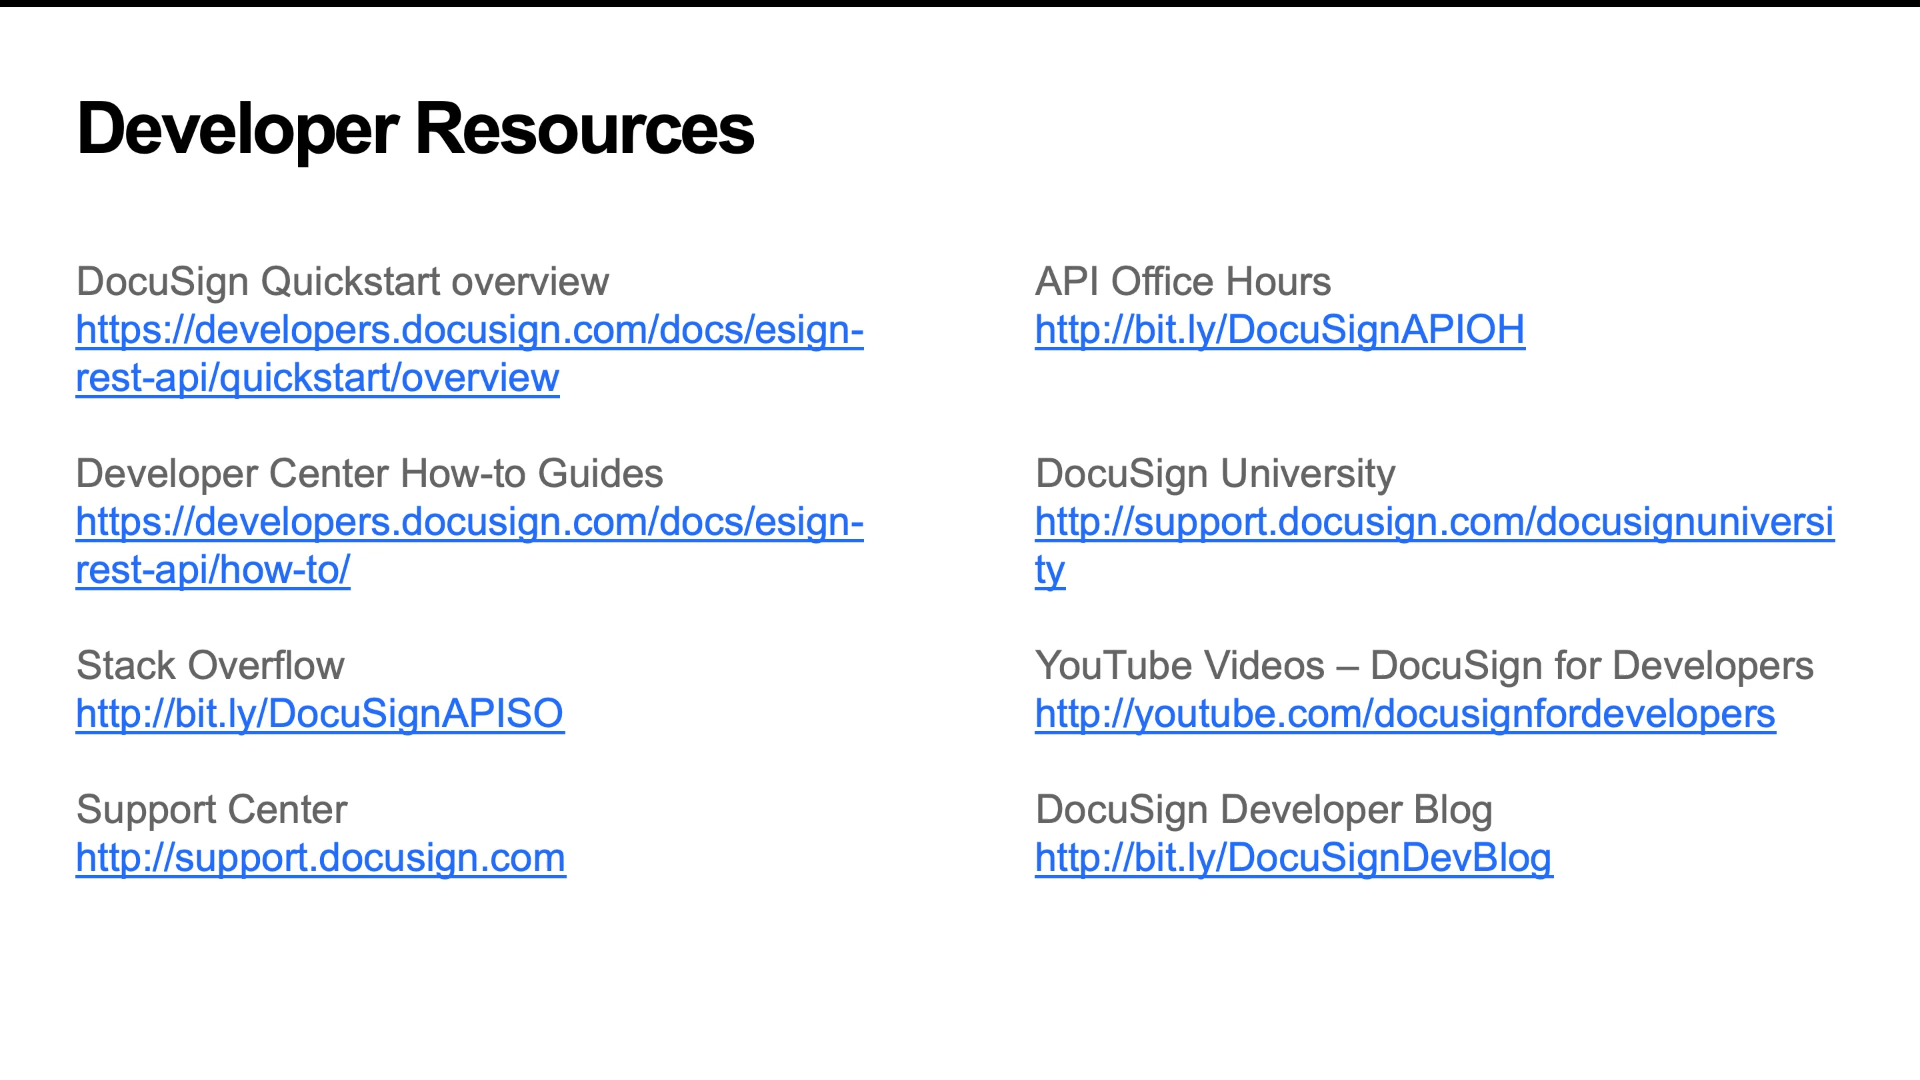 Developer Resources
DocuSign Quickstart overview
https://developers.docusign.com/docs/esign-
rest-api/quickstart/overview
Developer Center How-to Guides
https://developers.docusign.com/docs/esign-
rest-api/how-to/
Stack Overflow
http://bit.ly/DocuSignAPISO
Support Center
http://support.docusign.com
API Office Hours
http://bit.ly/DocuSignAPIOH
DocuSign University
http://support.docusign.com/docusignuniversi
ty
YouTube Videos – DocuSign for Developers
http://youtube.com/docusignfordevelopers
DocuSign Developer Blog
http://bit.ly/DocuSignDevBlog